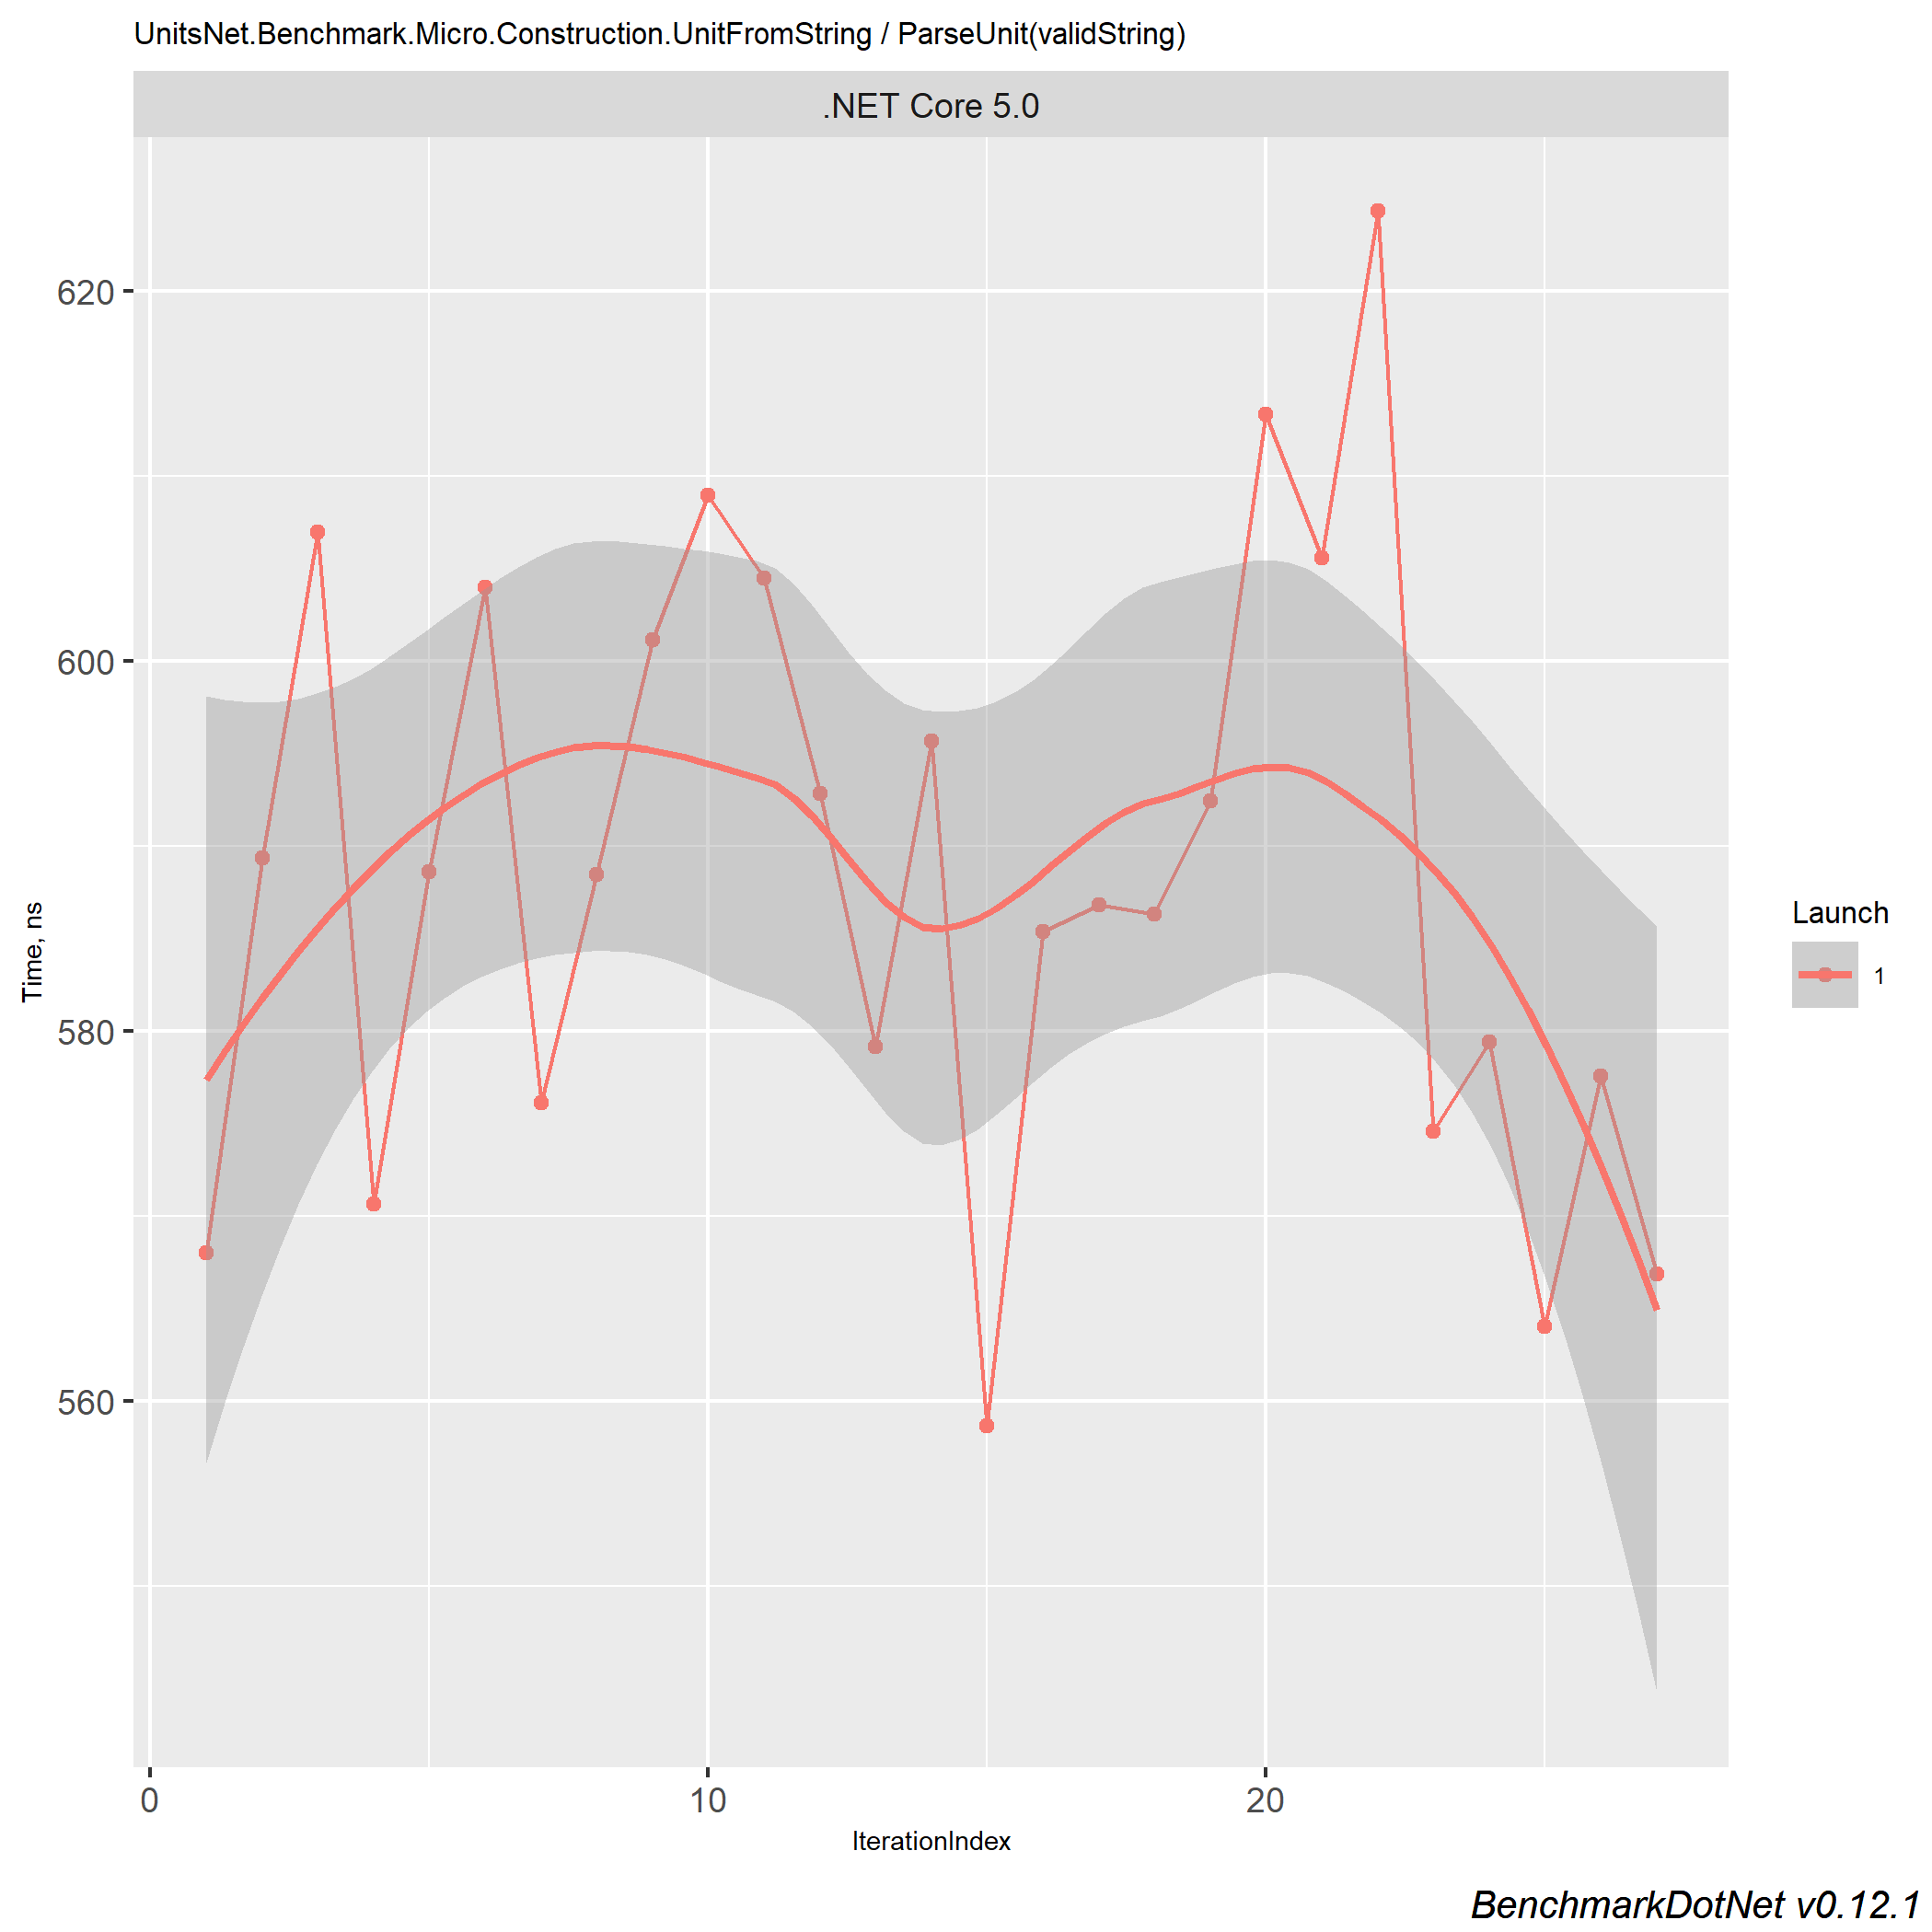 UnitsNet.Benchmark.Micro.Construction.UnitFromString / ParseUnit(validString)
.NET Core 5.0
620
600
580
560
Time, ns
0 10 20
IterationIndex
Launch
1
BenchmarkDotNet v0.12.1